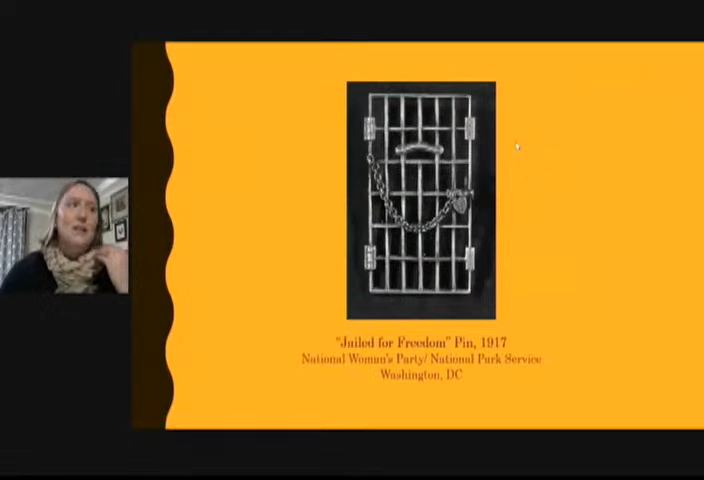 "Jailed for Freedom" Pin, 1917
National Woman's Party/ National Park Service
Washington, DC